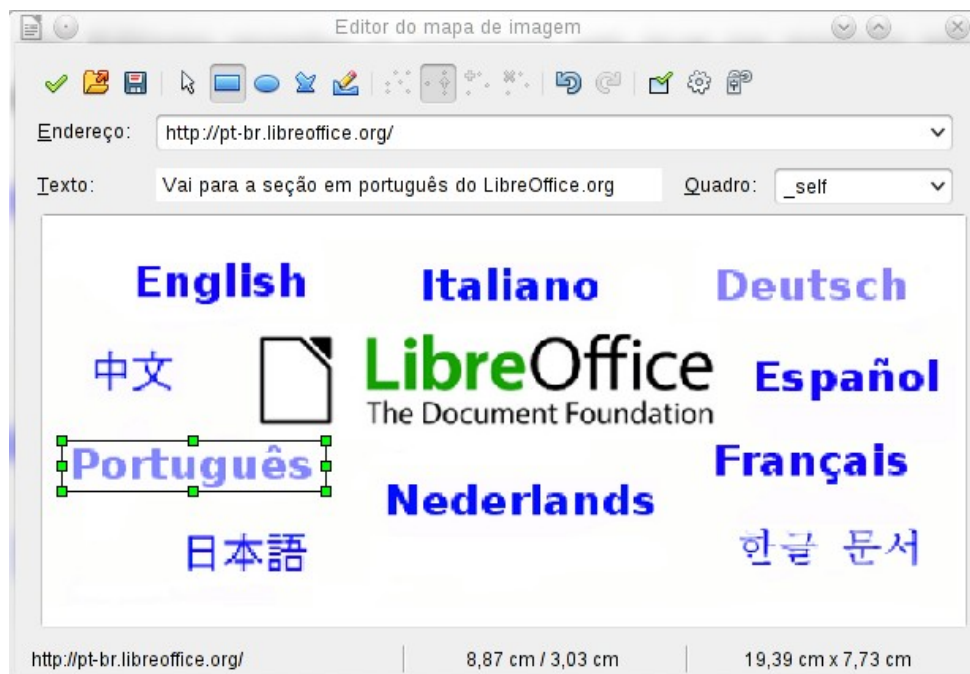 Editor do mapa de imagem
Endereço: http://pt-br.libreoffice.org/
Texto: Vai para a seção em português do LibreOffice.org Quadro: _self
English Italiano Deutsch
中文 LibreOffice Español
The Document Foundation
Português Français
Nederlands
日本語 한글 문서
http://pt-br.libreoffice.org/ 8,87 cm / 3,03 cm 19,39 cm x 7,73 cm